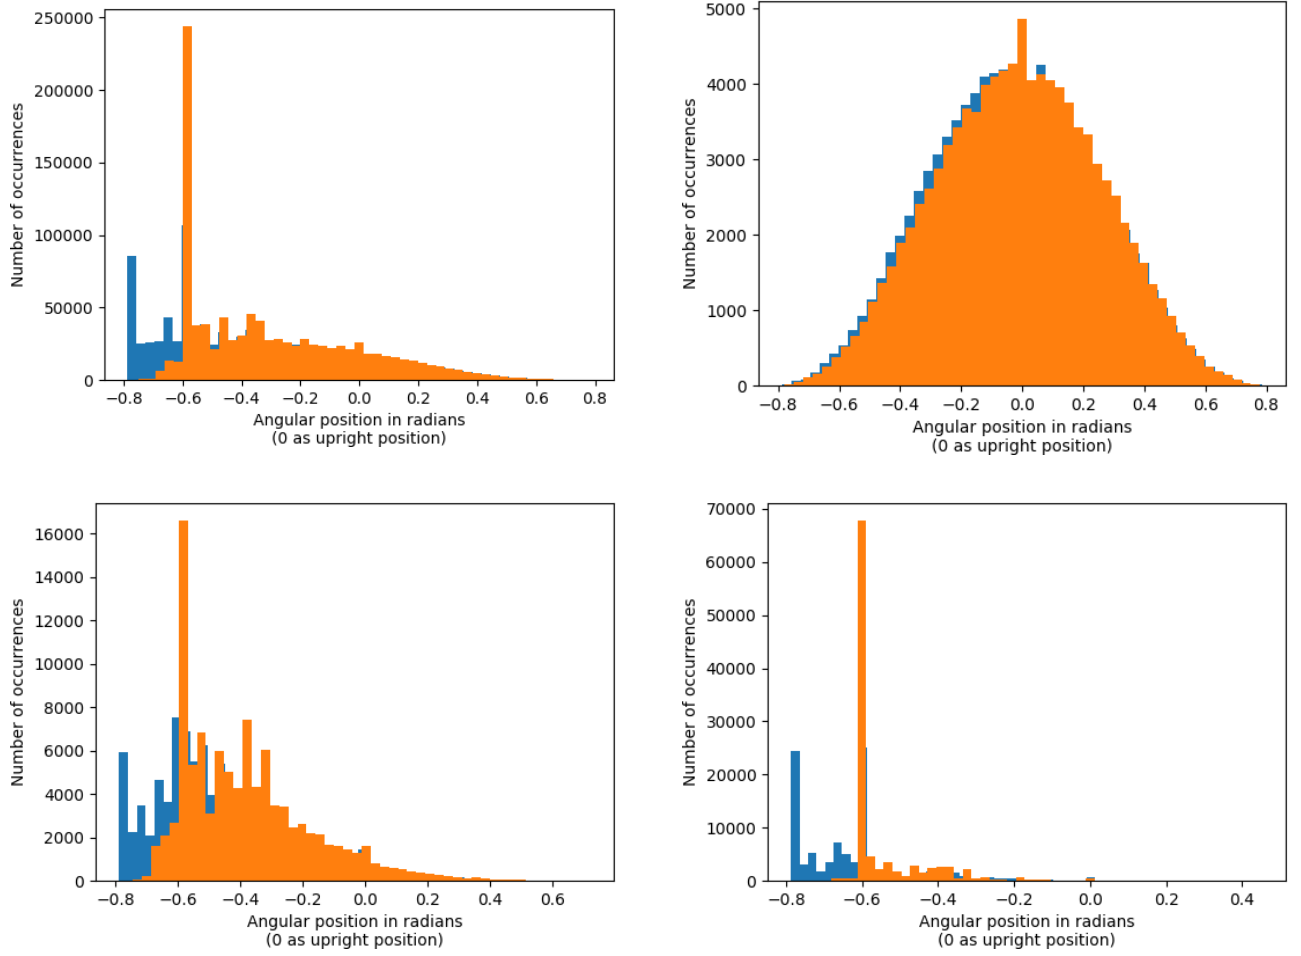 250000
200000
150000
100000
50000
0
Number of occurrences
−0.8 −0.6 −0.4 −0.2 0.0 0.2 0.4 0.6 0.8
Angular position in radians
(0 as upright position)
5000
4000
3000
2000
1000
0
Number of occurrences
−0.8 −0.6 −0.4 −0.2 0.0 0.2 0.4 0.6 0.8
Angular position in radians
(0 as upright position)
16000
14000
12000
10000
8000
6000
4000
2000
0
Number of occurrences
−0.8 −0.6 −0.4 −0.2 0.0 0.2 0.4 0.6
Angular position in radians
(0 as upright position)
70000
60000
50000
40000
30000
20000
10000
0
Number of occurrences
−0.8 −0.6 −0.4 −0.2 0.0 0.2 0.4
Angular position in radians
(0 as upright position)